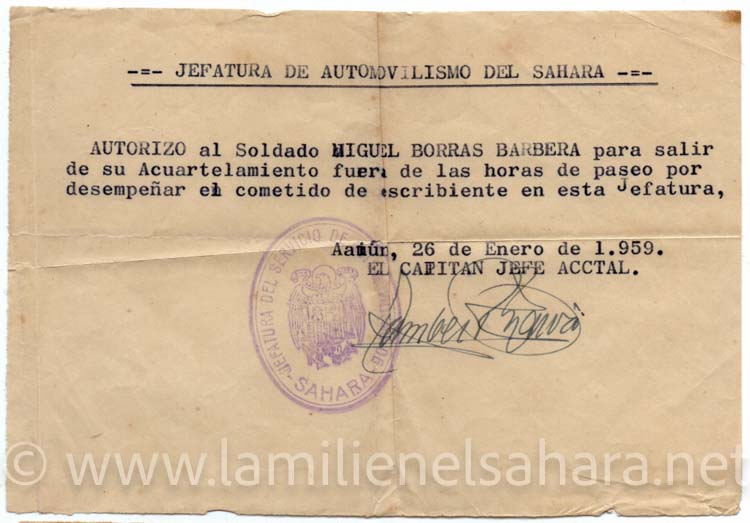 -=- JEFATURA DE AUTOMOVILISMO DEL SAHARA -=-
AUTORIZO al Soldado MIGUEL BORRAS BARBERA para salir
de su Acuartelamiento fuera de las horas de paseo por
desempeñar el cometido de escribiente en esta Jefatura,
Aaiún, 26 de Enero de 1.959.
EL CAPITAN JEFE ACCTAL.
JEFATURA DEL SERVICIO DE
-SAHARA-
© www.lamilienelsahara.net